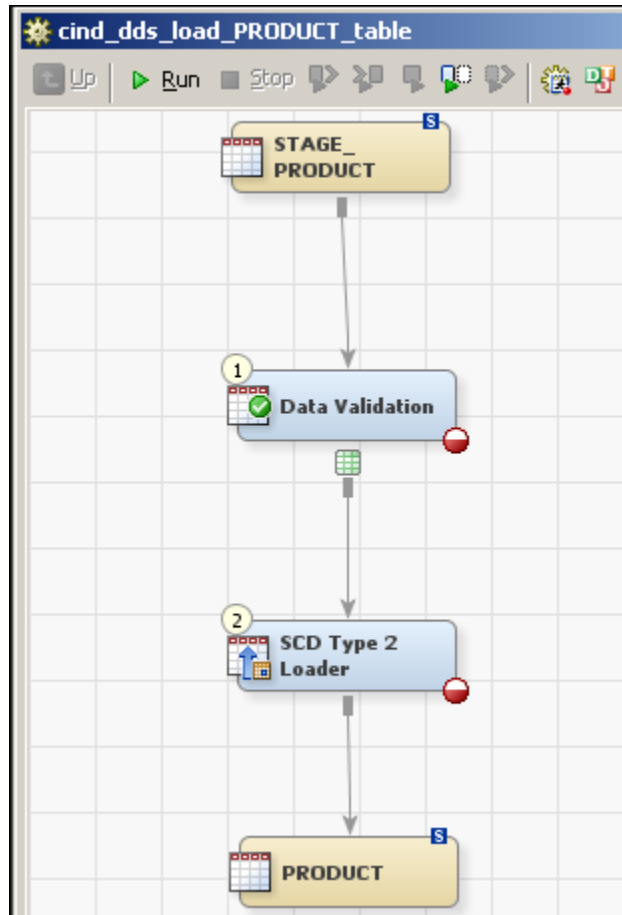 cind_dds_load_PRODUCT_table
Up Run Stop
S
STAGE_
PRODUCT
1
Data Validation
2
SCD Type 2
Loader
S
PRODUCT